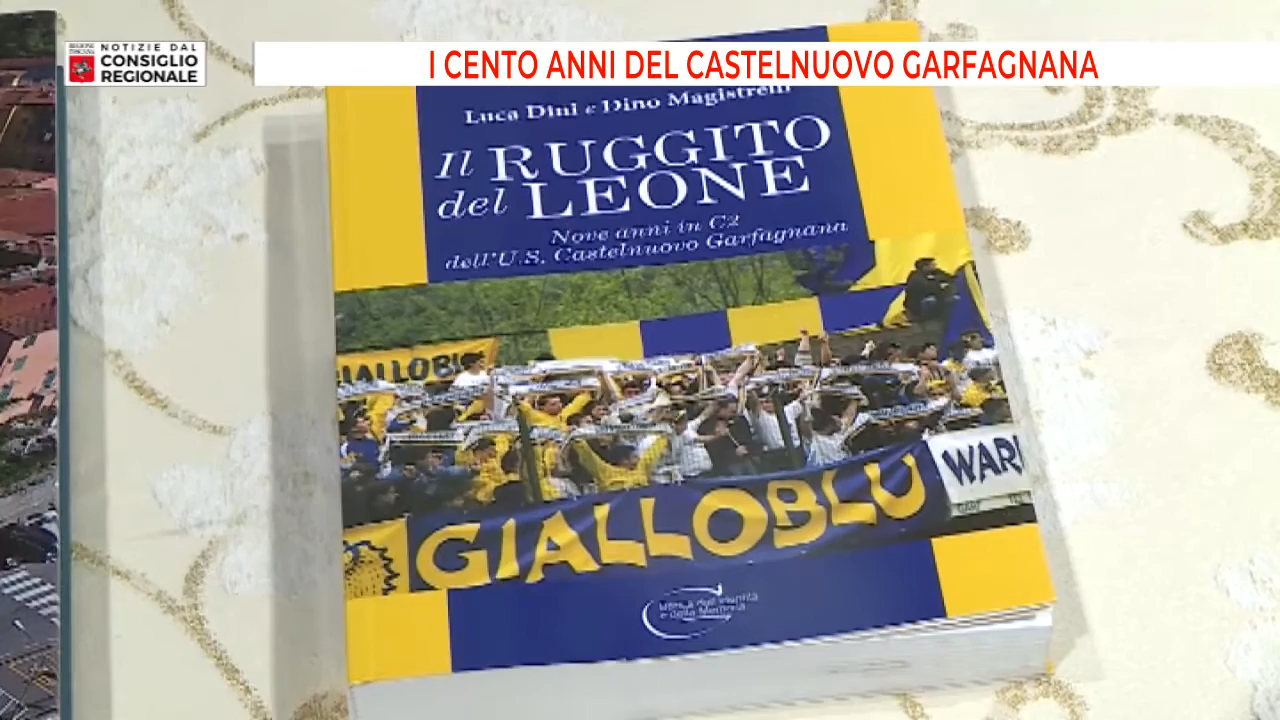 NOTIZIE DAL
CONSIGLIO
REGIONALE
I CENTO ANNI DEL CASTELNUOVO GARFAGNANA
Luca Dini e Dino Magistrelli
Il RUGGITO
del LEONE
Nove anni in C2
dell'U.S. Castelnuovo Garfagnana
GIALLOBLU
WAR
GIALLOBLU